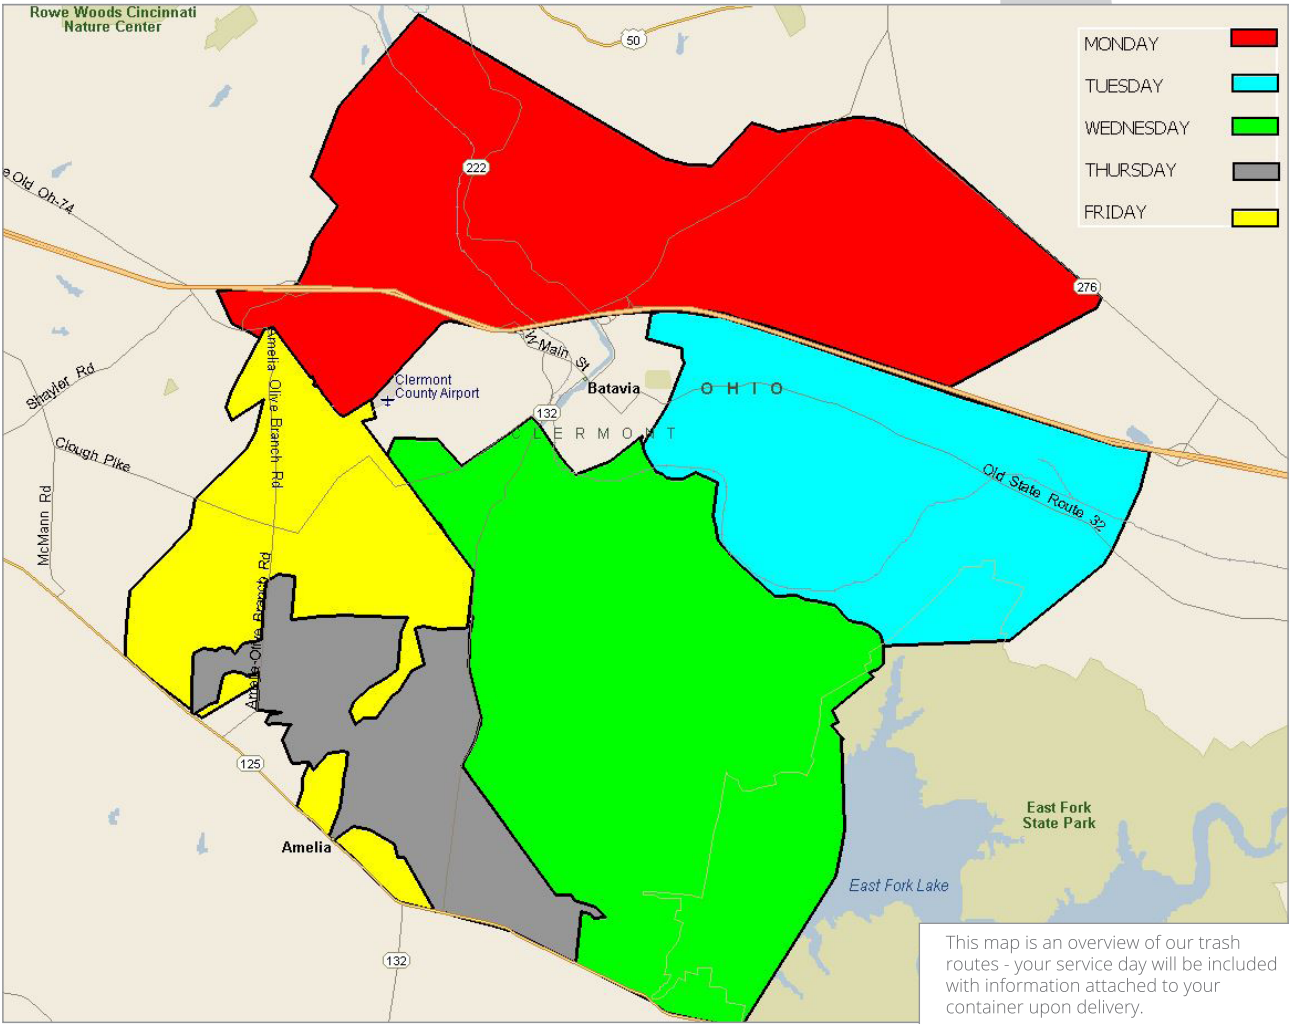 Rowe Woods Cincinnati
Nature Center
50
MONDAY
TUESDAY
WEDNESDAY
THURSDAY
FRIDAY
222
e Old Oh-74
276
W Main St
Shayler Rd
Amelia Olive Branch Rd
Clermont
County Airport
Batavia
OHIO
132
CLERMONT
Clough Pike
Old State Route 32
McMann Rd
Amelia-Olive Branch Rd
125
East Fork
State Park
Amelia
East Fork Lake
132
This map is an overview of our trash
routes - your service day will be included
with information attached to your
container upon delivery.